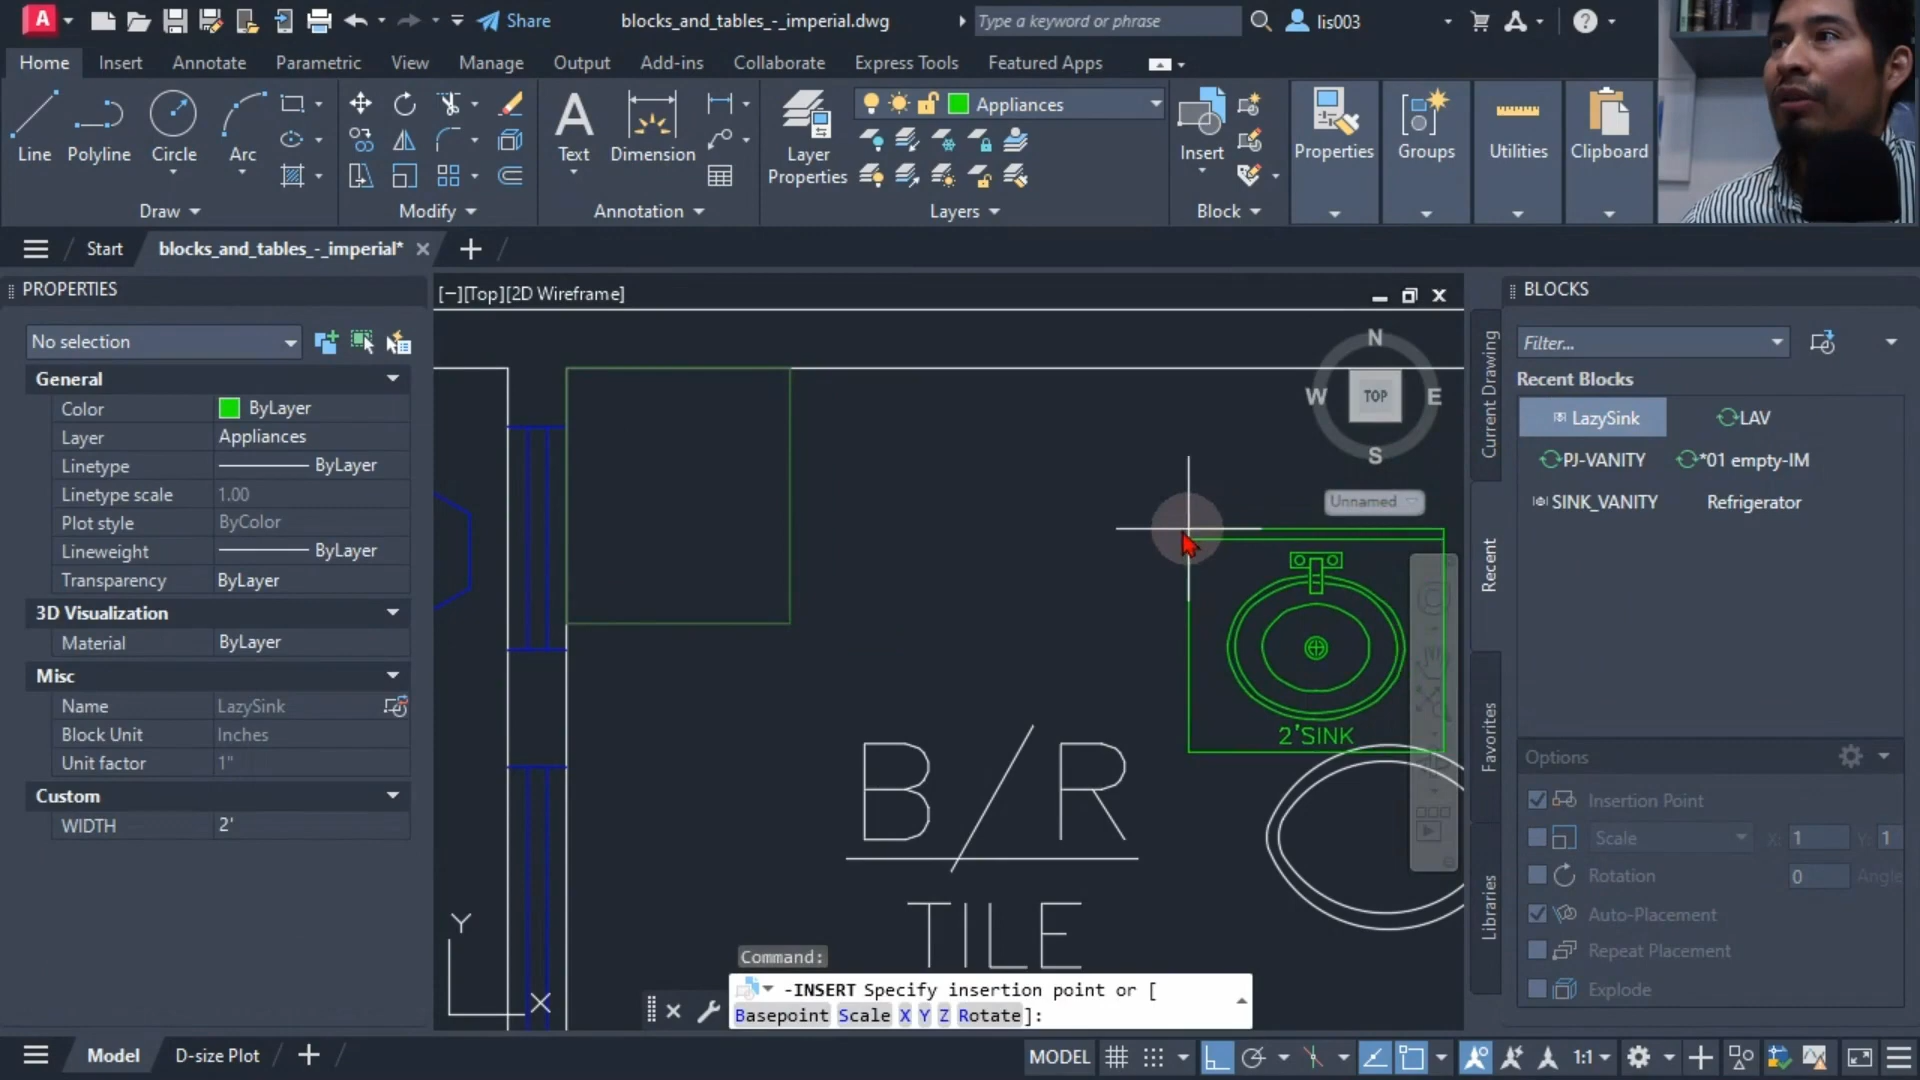 A
Share
blocks_and_tables_-_imperial.dwg
Type a keyword or phrase
lis003
Home Insert Annotate Parametric View Manage Output Add-ins Collaborate Express Tools Featured Apps
Line Polyline Circle Arc
Text Dimension
Layer Properties
Appliances
Insert
Properties Groups Utilities Clipboard
Draw Modify Annotation Layers Block
Start blocks_and_tables_-_imperial*
PROPERTIES
No selection
General
Color ByLayer
Layer Appliances
Linetype ByLayer
Linetype scale 1.00
Plot style ByColor
Lineweight ByLayer
Transparency ByLayer
3D Visualization
Material ByLayer
Misc
Name LazySink
Block Unit Inches
Unit factor 1"
Custom
WIDTH 2'
[−][Top][2D Wireframe]
N
W TOP E
S
Unnamed
2'SINK
B/R
TILE
Y
X
Command:
-INSERT Specify insertion point or [
Basepoint Scale X Y Z Rotate]:
Current Drawing
Recent
Favorites
Libraries
BLOCKS
Filter...
Recent Blocks
LazySink LAV
PJ-VANITY *01 empty-IM
SINK_VANITY Refrigerator
Options
Insertion Point
Scale X: 1 Y: 1
Rotation 0 Angle
Auto-Placement
Repeat Placement
Explode
Model D-size Plot
MODEL 1:1